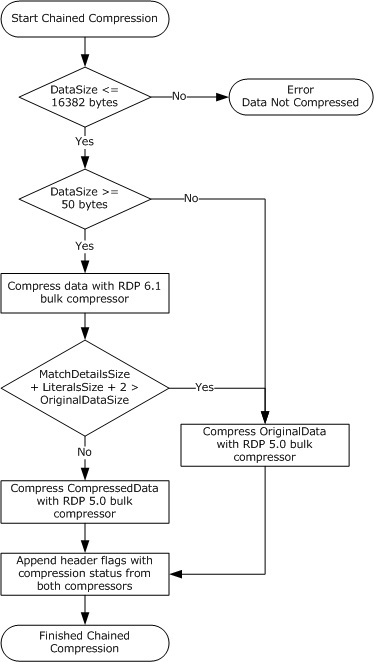 Start Chained Compression
DataSize <=
16382 bytes
No
Error
Data Not Compressed
Yes
DataSize >=
50 bytes
No
Yes
Compress data with RDP 6.1
bulk compressor
MatchDetailsSize
+ LiteralsSize + 2 >
OriginalDataSize
Yes
No
Compress OriginalData
with RDP 5.0 bulk
compressor
Compress CompressedData
with RDP 5.0 bulk
compressor
Append header flags with
compression status from
both compressors
Finished Chained
Compression